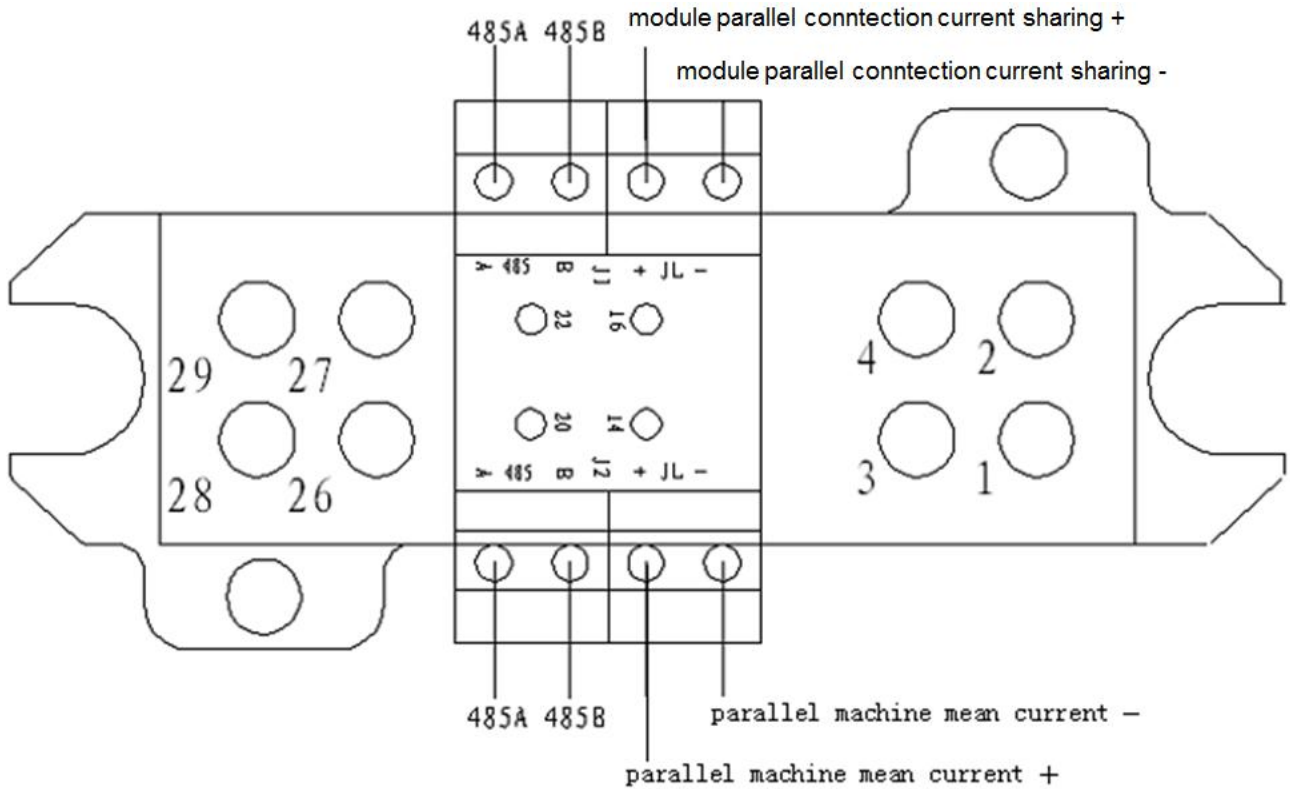 485A 485B module parallel conntection current sharing +
module parallel conntection current sharing -
A 485 B J1 + JL -
22 16
29 27 4 2
20 14
28 26 3 1
A 485 B J2 + JL -
485A 485B parallel machine mean current -
parallel machine mean current +